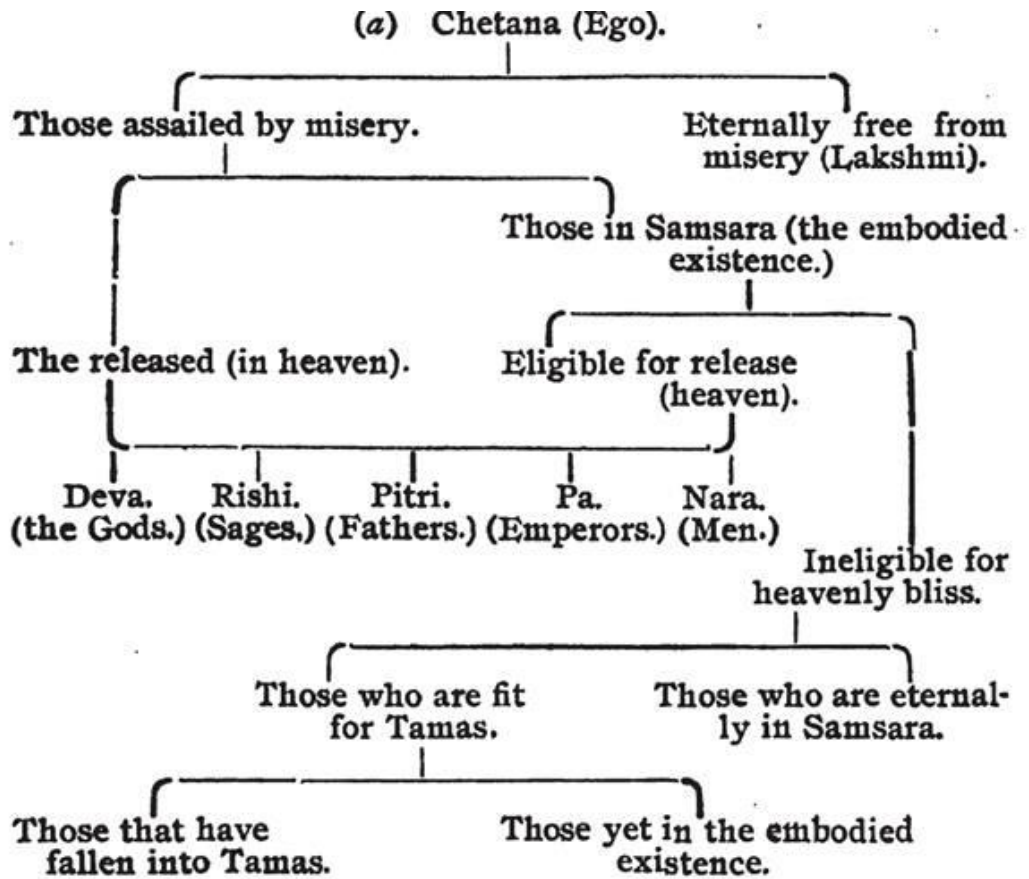 (a) Chetana (Ego).
Those assailed by misery.
Eternally free from
misery (Lakshmi).
Those in Samsara (the embodied
existence.)
The released (in heaven).
Eligible for release
(heaven).
Deva. Rishi. Pitri. Pa. Nara.
(the Gods.) (Sages.) (Fathers.) (Emperors.) (Men.)
Ineligible for
heavenly bliss.
Those who are fit
for Tamas.
Those who are eternal-
ly in Samsara.
Those that have
fallen into Tamas.
Those yet in the embodied
existence.